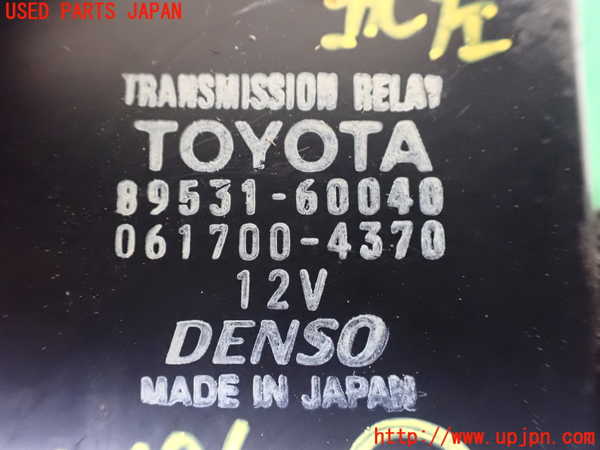 USED PARTS JAPAN
TRANSMISSION RELAY
TOYOTA
89531-60040
061700-4370
12V
DENSO
MADE IN JAPAN
http://www.upjpn.com/